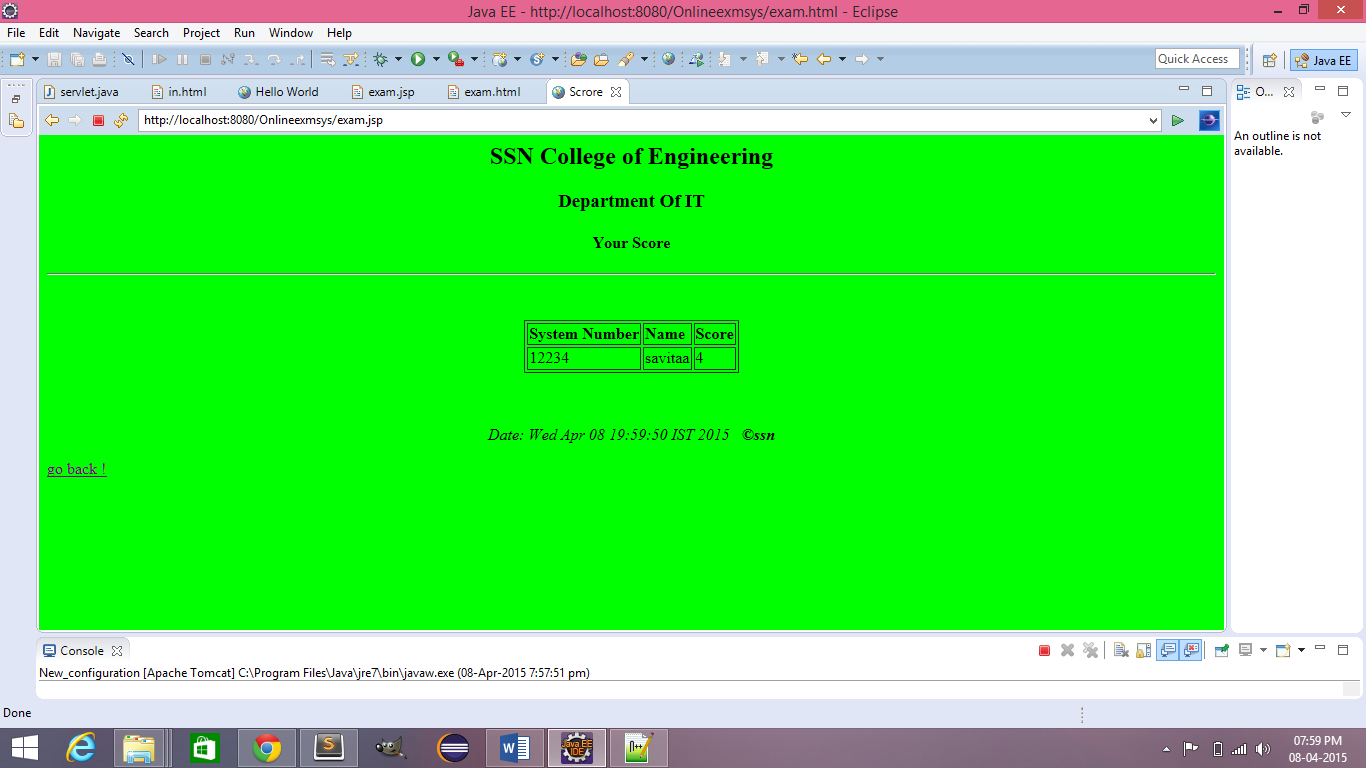 Java EE - http://localhost:8080/Onlineexmsys/exam.html - Eclipse
File Edit Navigate Search Project Run Window Help
Quick Access Java EE
servlet.java in.html Hello World exam.jsp exam.html Scrore O...
http://localhost:8080/Onlineexmsys/exam.jsp
An outline is not
available.
SSN College of Engineering
Department Of IT
Your Score
System Number Name Score
12234 savitaa 4
Date: Wed Apr 08 19:59:50 IST 2015 ©ssn
go back !
Console
New_configuration [Apache Tomcat] C:\Program Files\Java\jre7\bin\javaw.exe (08-Apr-2015 7:57:51 pm)
Done
S W Java EE IDE N++
07:59 PM
08-04-2015